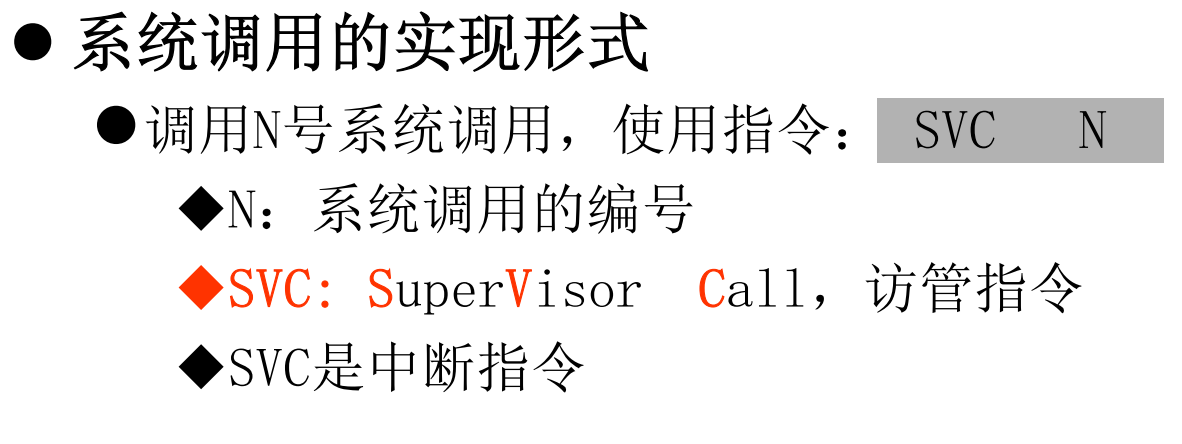 ● 系统调用的实现形式
●调用N号系统调用，使用指令： SVC N
◆N：系统调用的编号
◆SVC：SuperVisor Call，访管指令
◆SVC是中断指令